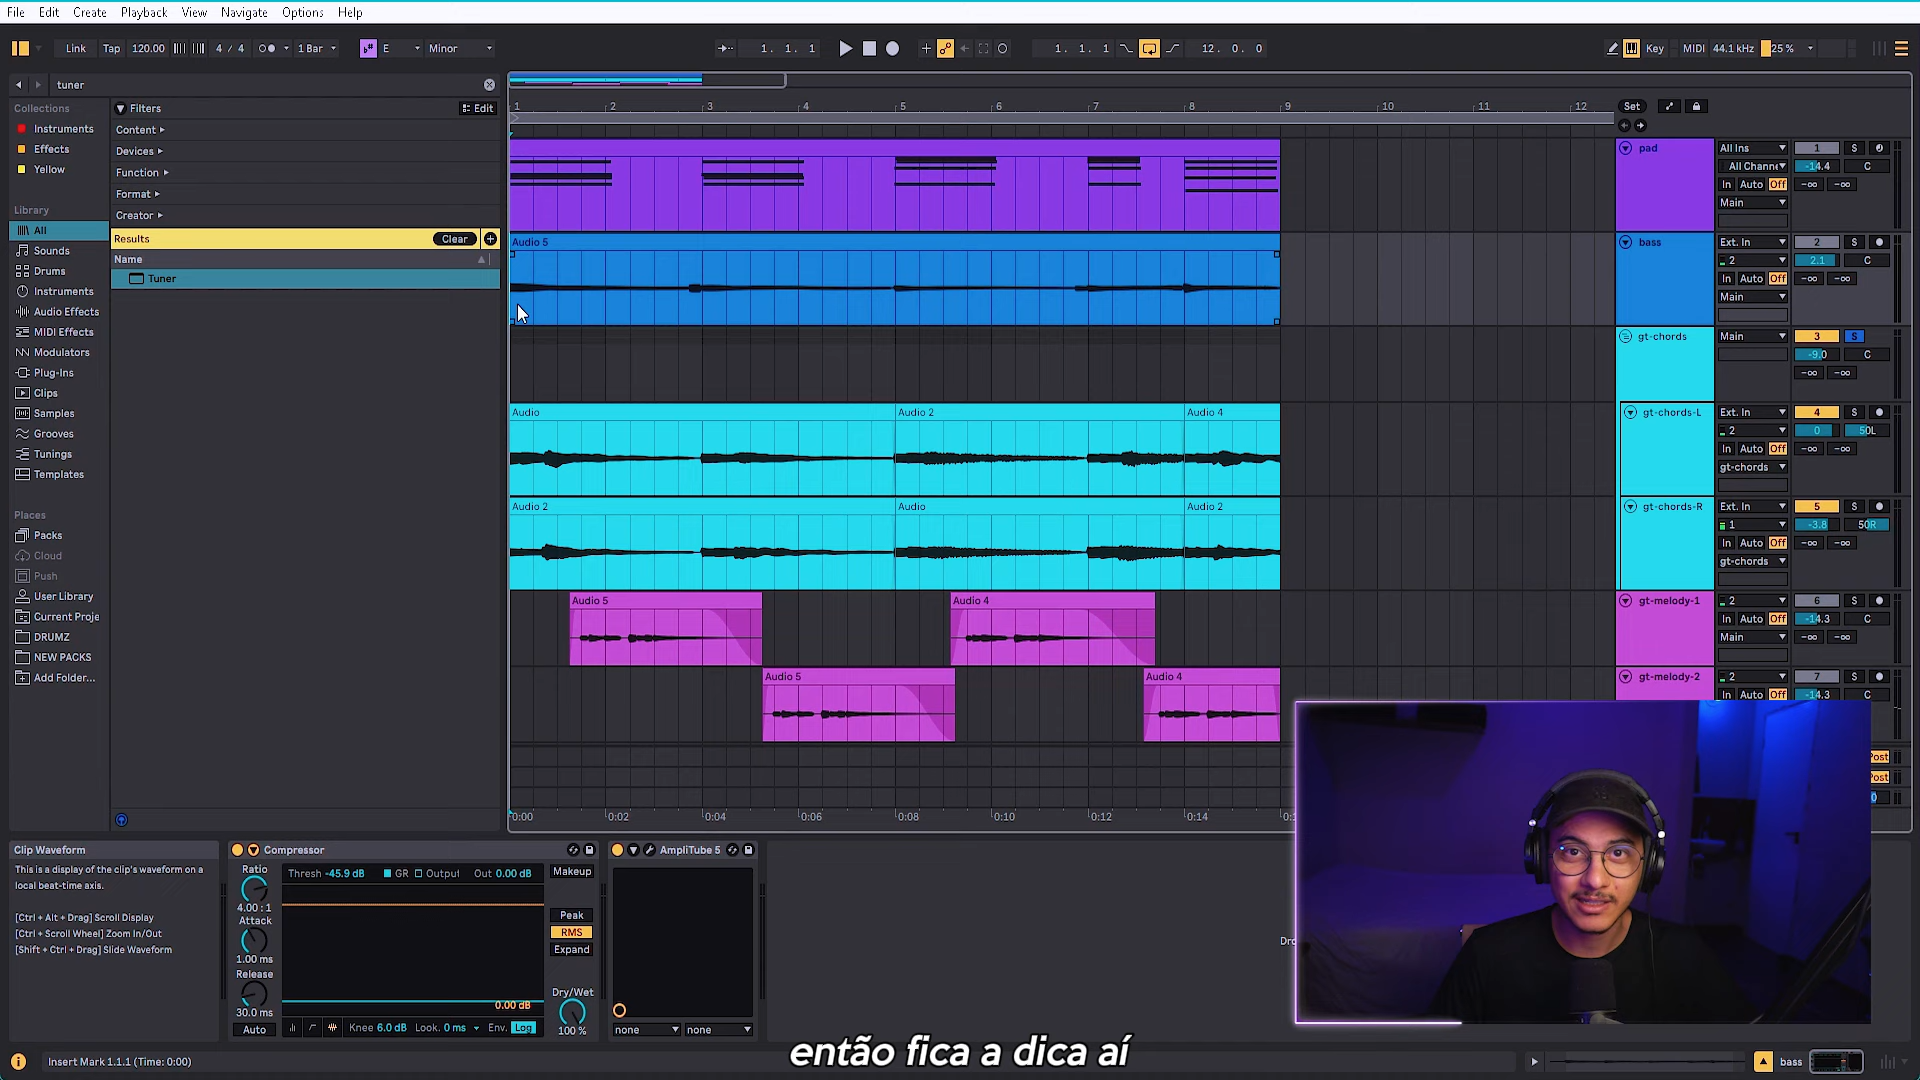 File Edit Create Playback View Navigate Options Help
Link Tap 120.00 4 / 4 1 Bar E Minor 1. 1. 1 1. 1. 1 12. 0. 0 Key MIDI 44.1 kHz 25 %
tuner
Collections
Instruments
Effects
Yellow
Library
All
Sounds
Drums
Instruments
Audio Effects
MIDI Effects
Modulators
Plug-Ins
Clips
Samples
Grooves
Tunings
Templates
Places
Packs
Cloud
Push
User Library
Current Proje
DRUMZ
NEW PACKS
Add Folder...
Filters Edit
Content
Devices
Function
Format
Creator
Results Clear
Name
Tuner
1 2 3 4 5 6 7 8 9 10 11 12 Set
pad All Ins 1 S
All Channe -14.4 C
In Auto Off -∞ -∞
Main
Audio 5
bass Ext. In 2 S
2 2.1 C
In Auto Off -∞ -∞
Main
gt-chords Main 3 S
-9.0 C
-∞ -∞
Audio Audio 2 Audio 4
gt-chords-L Ext. In 4 S
2 0 50L
In Auto Off -∞ -∞
gt-chords
Audio 2 Audio Audio 2
gt-chords-R Ext. In 5 S
1 -3.8 50R
In Auto Off -∞ -∞
gt-chords
Audio 5 Audio 4
gt-melody-1 2 6 S
In Auto Off -14.3 C
Main -∞ -∞
Audio 5 Audio 4
gt-melody-2 2 7 S
In Auto Off -14.3 C
Post
Post
0:00 0:02 0:04 0:06 0:08 0:10 0:12 0:14
Clip Waveform
This is a display of the clip's waveform on a
local beat-time axis.
[Ctrl + Alt + Drag] Scroll Display
[Ctrl + Scroll Wheel] Zoom In/Out
[Shift + Ctrl + Drag] Slide Waveform
Compressor
Ratio
4.00 : 1
Attack
1.00 ms
Release
30.0 ms
Auto
Thresh -45.9 dB GR Output Out 0.00 dB
0.00 dB
Knee 6.0 dB Look. 0 ms Env. Log
Makeup
Peak
RMS
Expand
Dry/Wet
100 %
AmpliTube 5
none none
então fica a dica aí
Insert Mark 1.1.1 (Time: 0:00)
bass